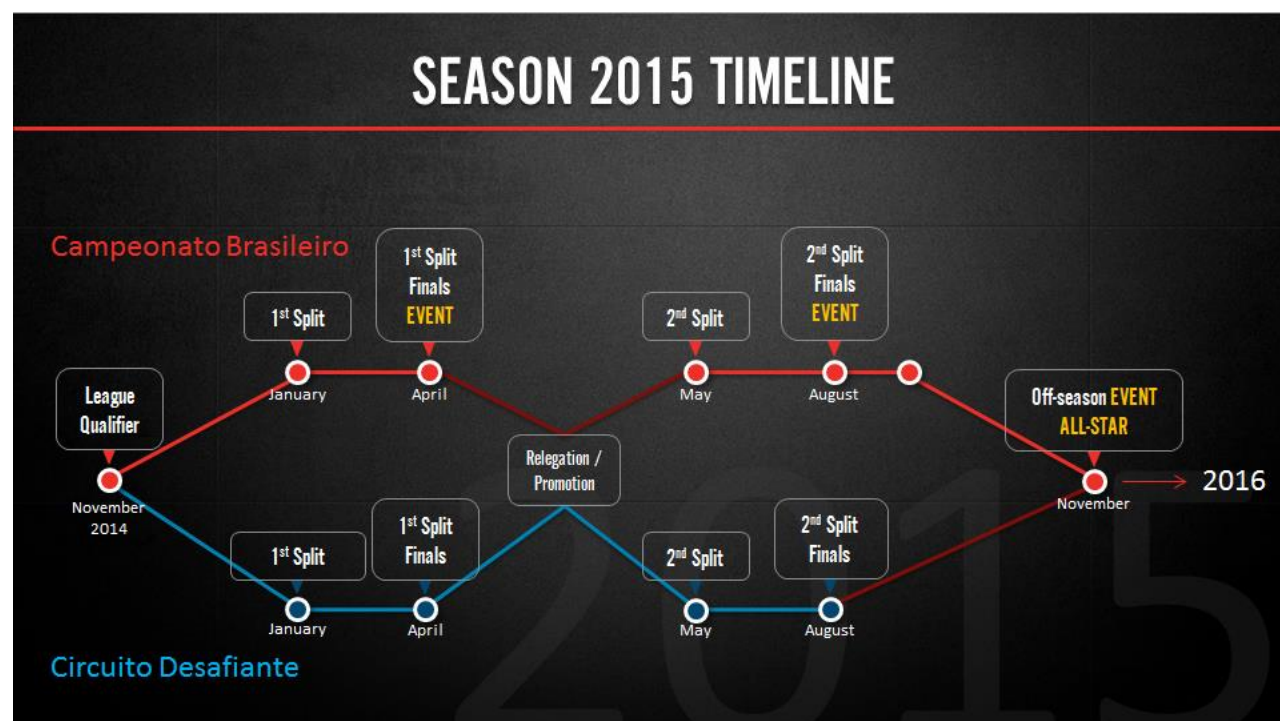 SEASON 2015 TIMELINE
Campeonato Brasileiro
1st Split
Finals
EVENT
2nd Split
Finals
EVENT
1st Split
2nd Split
January
April
May
August
League
Qualifier
Off-season EVENT
ALL-STAR
Relegation /
Promotion
November
2014
November
2016
1st Split
Finals
2nd Split
Finals
1st Split
2nd Split
January
April
May
August
Circuito Desafiante
2015